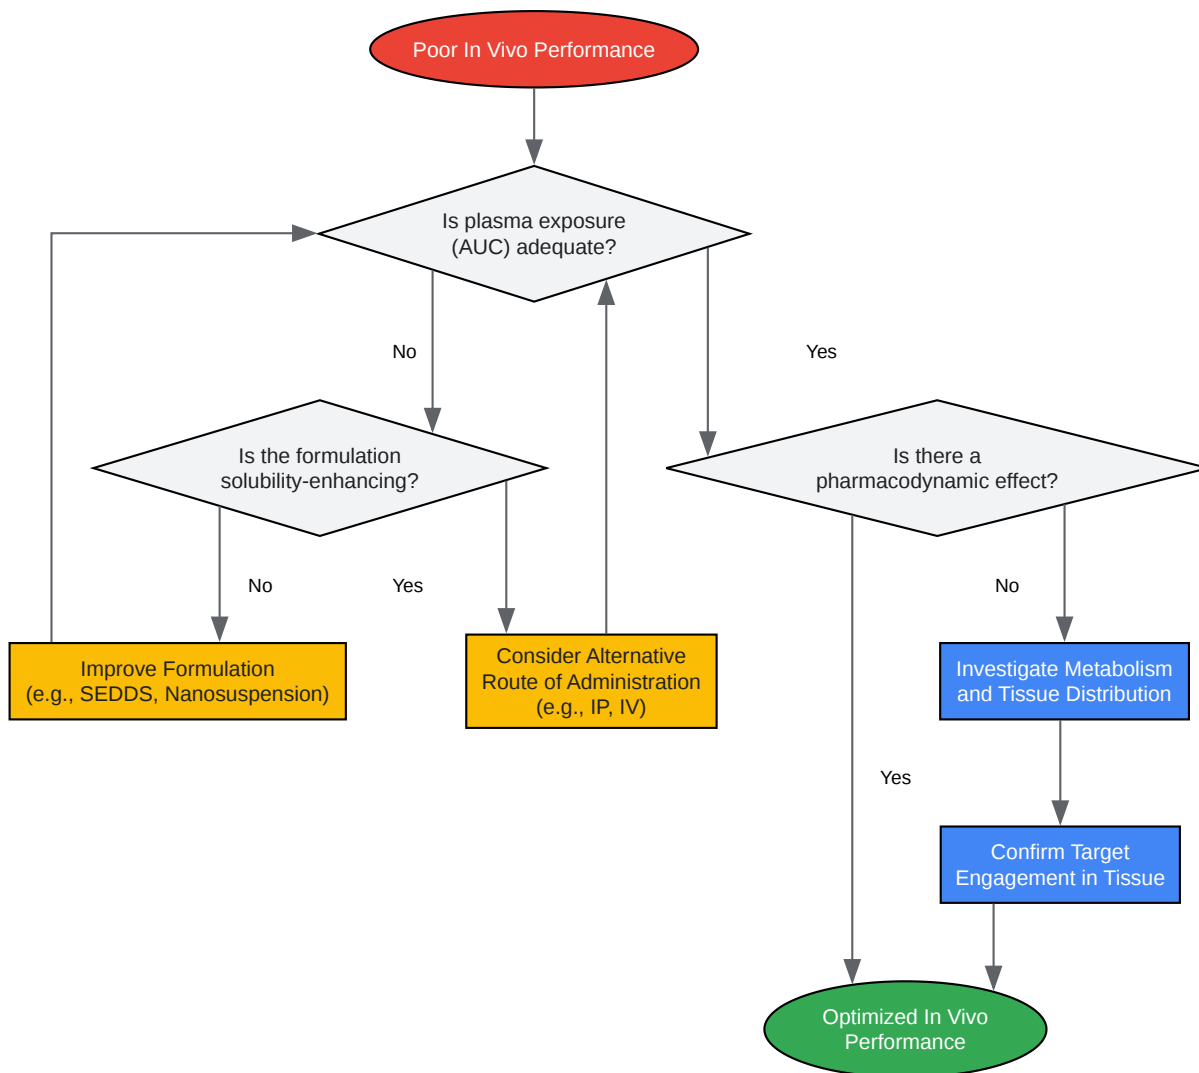 Poor In Vivo Performance
Is plasma exposure
(AUC) adequate?
No
Yes
Is the formulation
solubility-enhancing?
Is there a
pharmacodynamic effect?
No
Yes
No
Improve Formulation
(e.g., SEDDS, Nanosuspension)
Consider Alternative
Route of Administration
(e.g., IP, IV)
Investigate Metabolism
and Tissue Distribution
Yes
Confirm Target
Engagement in Tissue
Optimized In Vivo
Performance